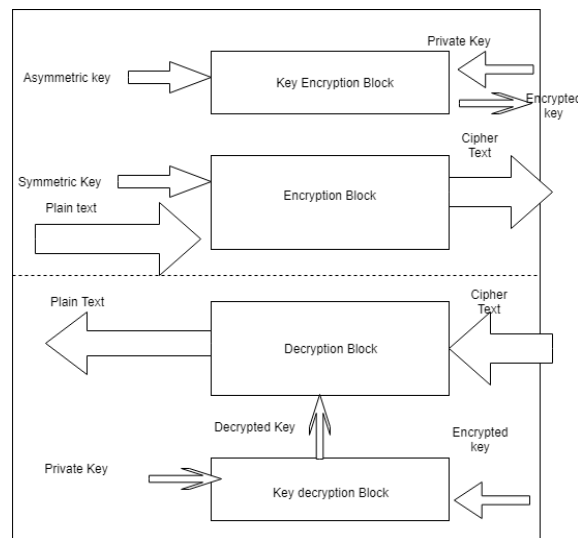 Private Key
Asymmetric key
Key Encryption Block
Encrypted
key
Cipher
Text
Symmetric Key
Encryption Block
Plain text
Plain Text
Cipher
Text
Decryption Block
Decrypted Key
Encrypted
key
Private Key
Key decryption Block